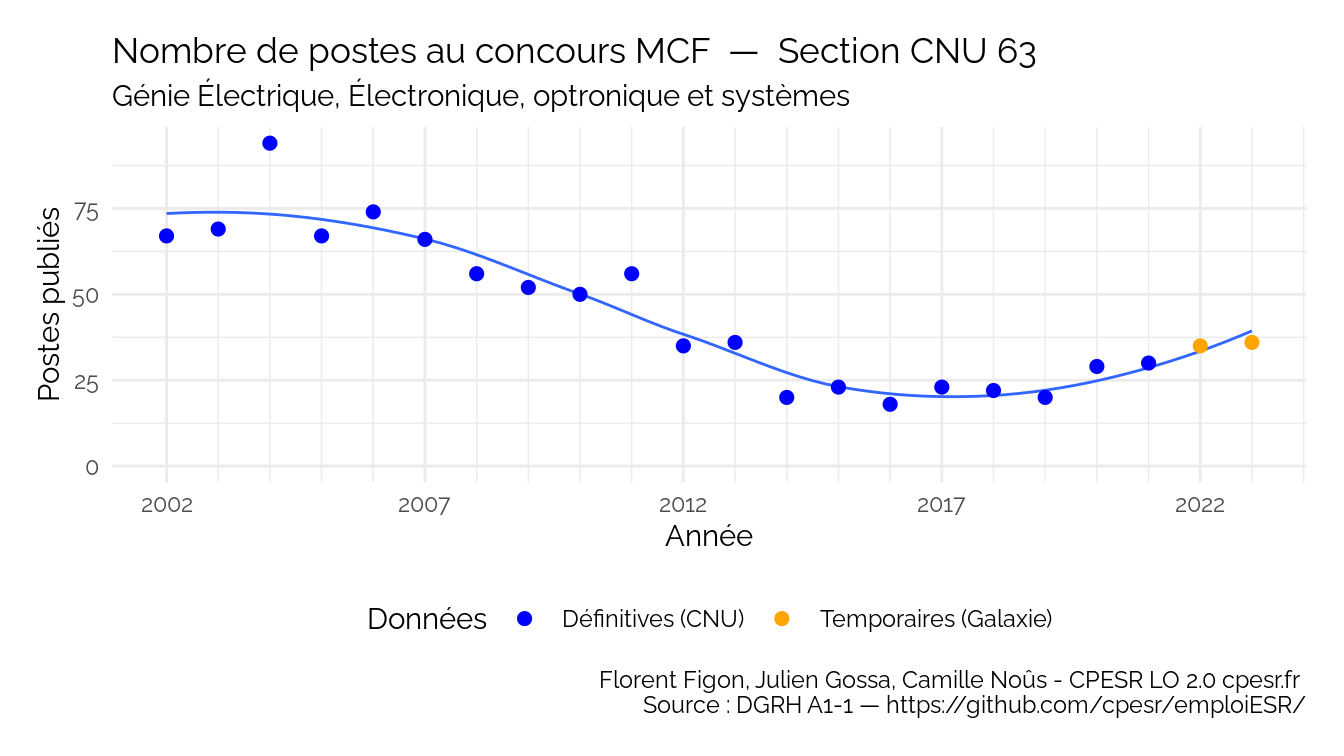 Nombre de postes au concours MCF — Section CNU 63
Génie Électrique, Électronique, optronique et systèmes
Postes publiés
75
50
25
0
2002 2007 2012 2017 2022
Année
Données Définitives (CNU) Temporaires (Galaxie)
Florent Figon, Julien Gossa, Camille Noûs - CPESR LO 2.0 cpesr.fr
Source : DGRH A1-1 — https://github.com/cpesr/emploiESR/